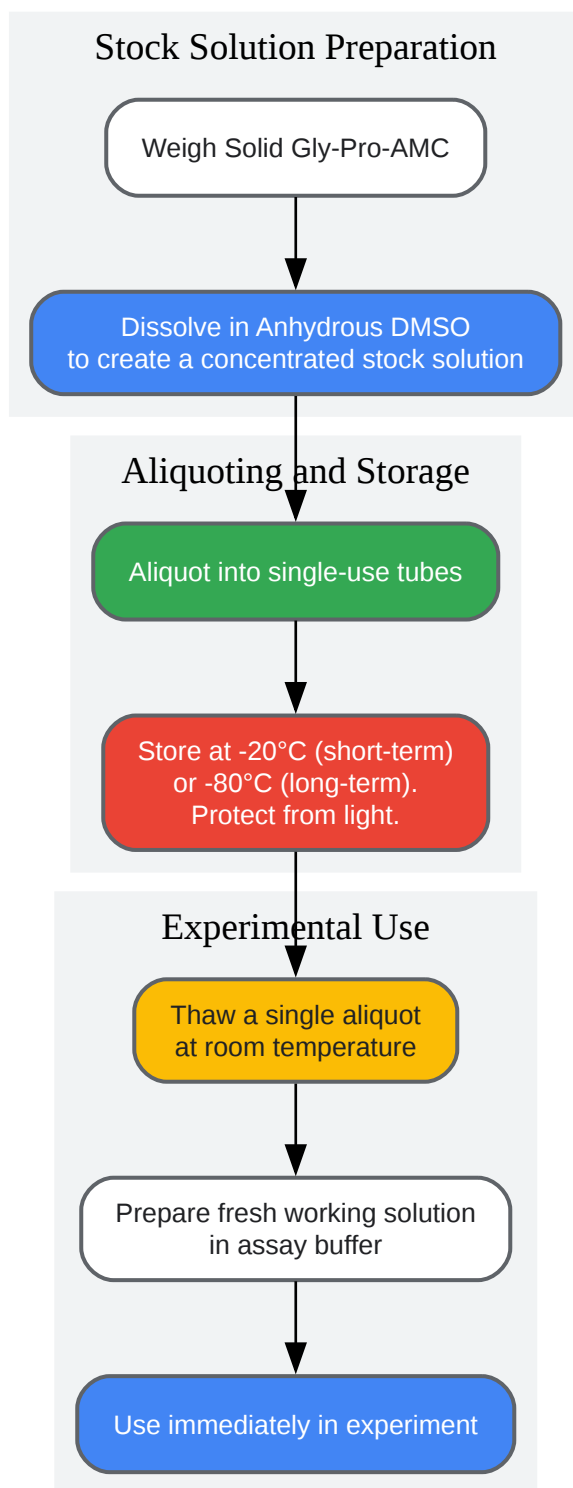 Stock Solution Preparation
Weigh Solid Gly-Pro-AMC
Dissolve in Anhydrous DMSO
to create a concentrated stock solution
Aliquoting and Storage
Aliquot into single-use tubes
Store at -20°C (short-term)
or -80°C (long-term).
Protect from light.
Experimental Use
Thaw a single aliquot
at room temperature
Prepare fresh working solution
in assay buffer
Use immediately in experiment